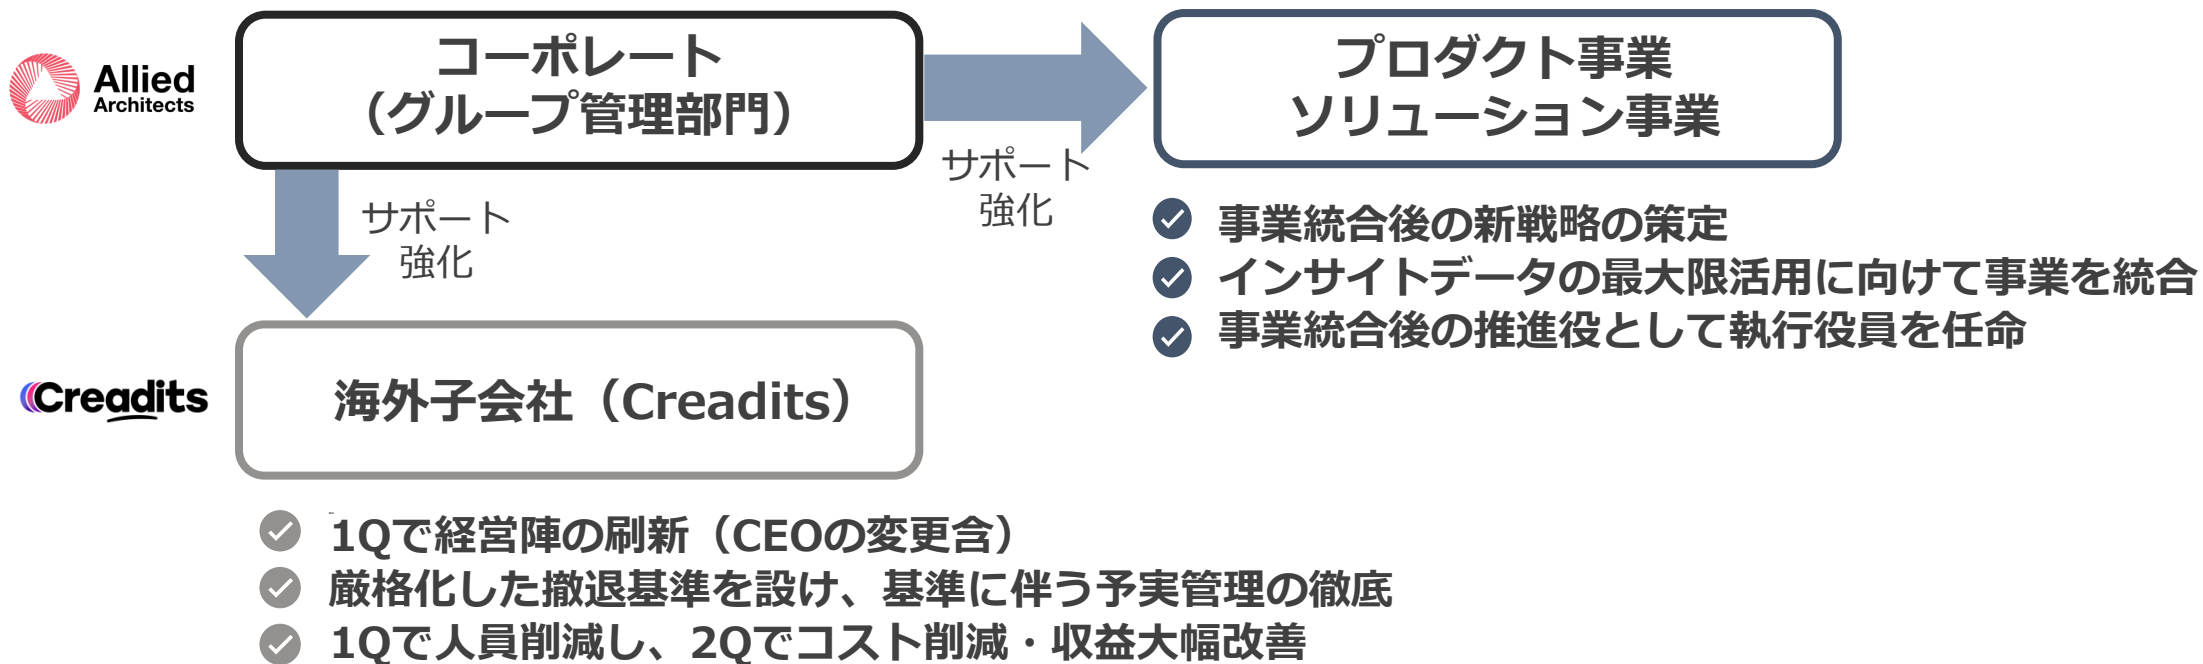 Allied
Architects
コーポレート
（グループ管理部門）
サポート
強化
プロダクト事業
ソリューション事業
事業統合後の新戦略の策定
インサイトデータの最大限活用に向けて事業を統合
事業統合後の推進役として執行役員を任命
サポート
強化
Creadits
海外子会社（Creadits）
1Qで経営陣の刷新（CEOの変更含）
厳格化した撤退基準を設け、基準に伴う予実管理の徹底
1Qで人員削減し、2Qでコスト削減・収益大幅改善